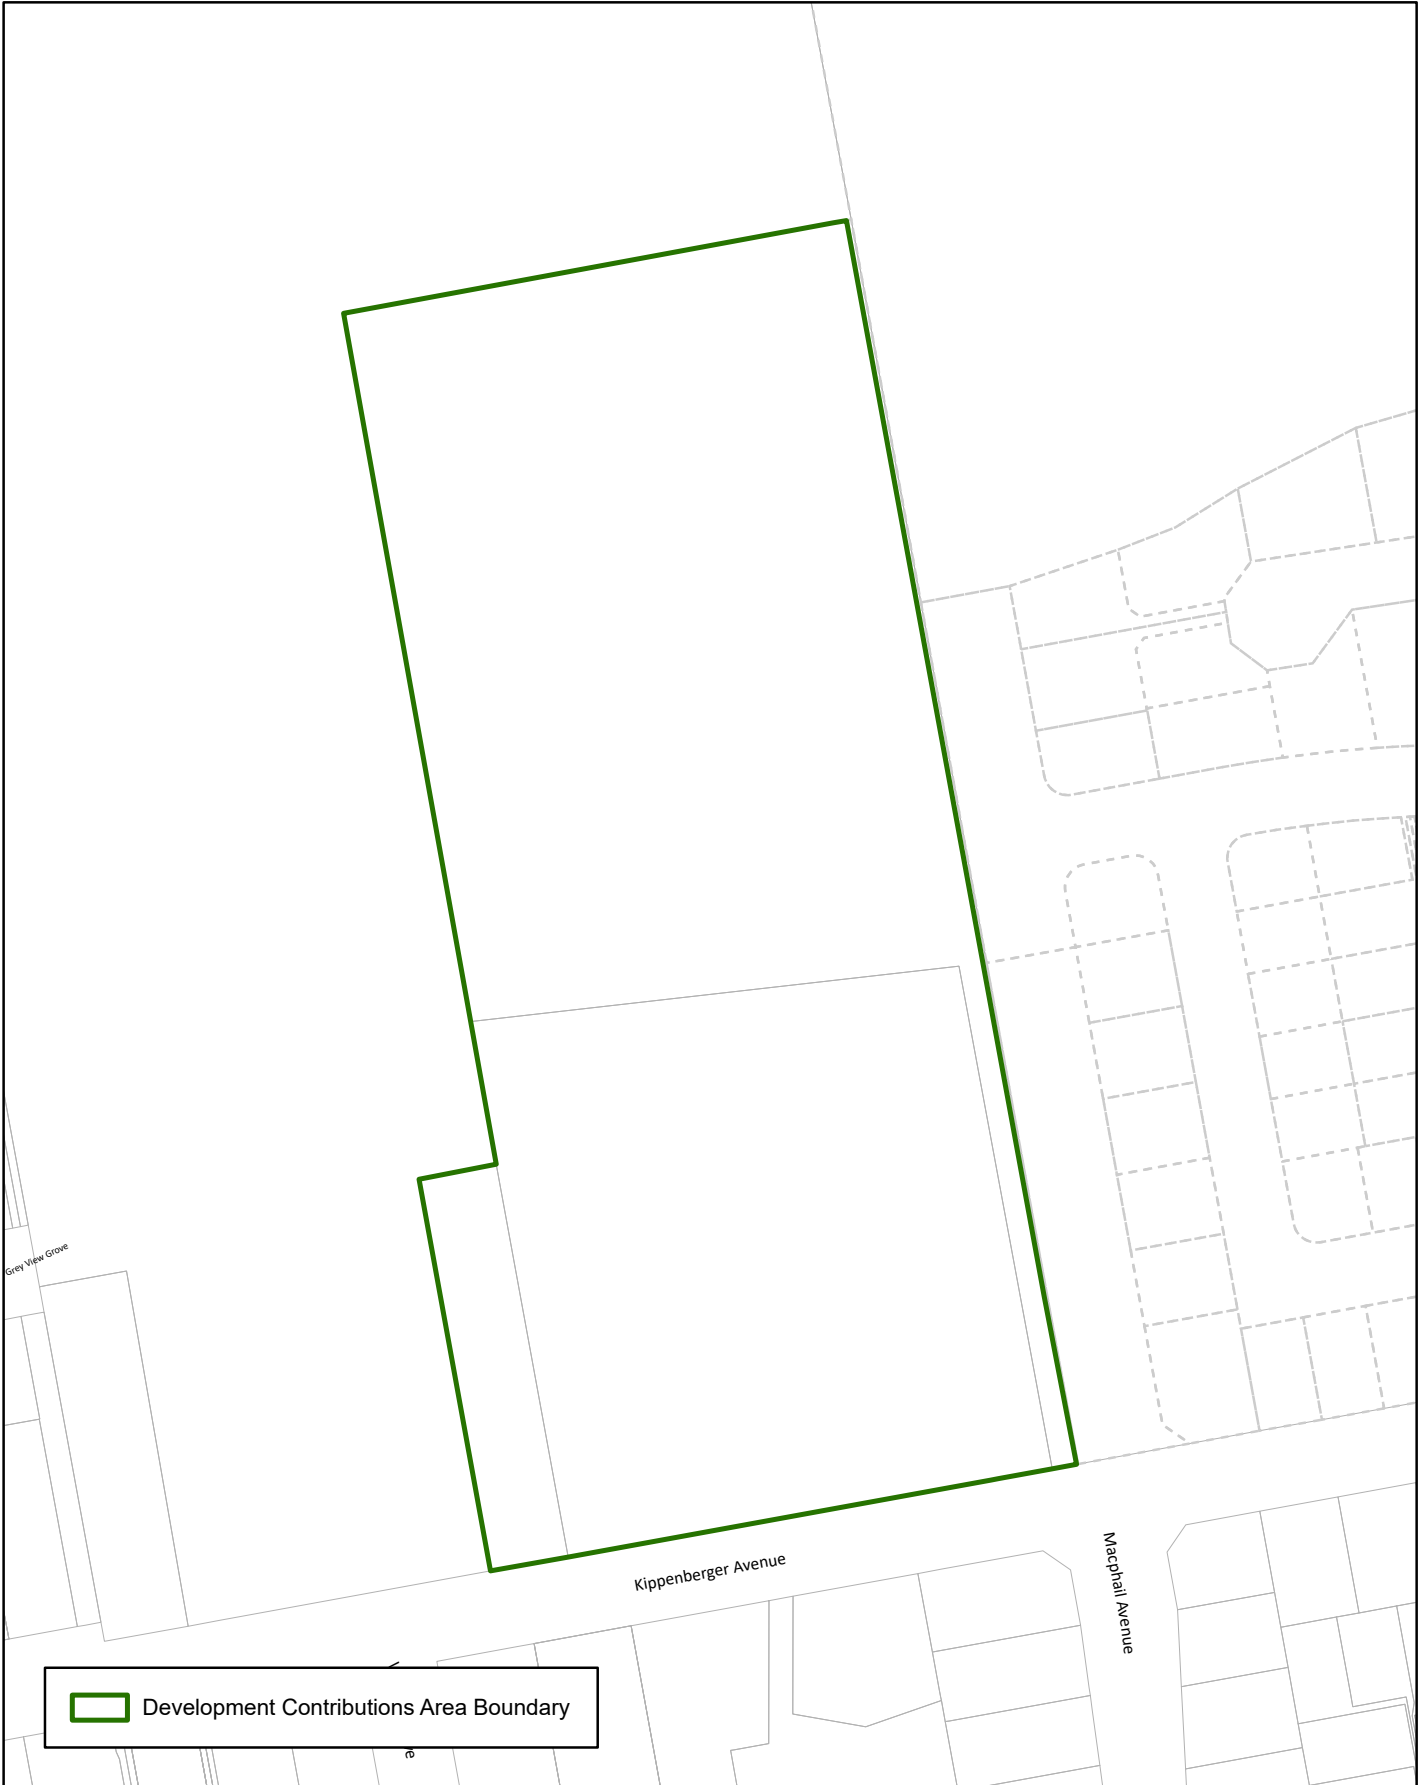 Grey View Grove
Kippenberger Avenue
Macphail Avenue
Development Contributions Area Boundary